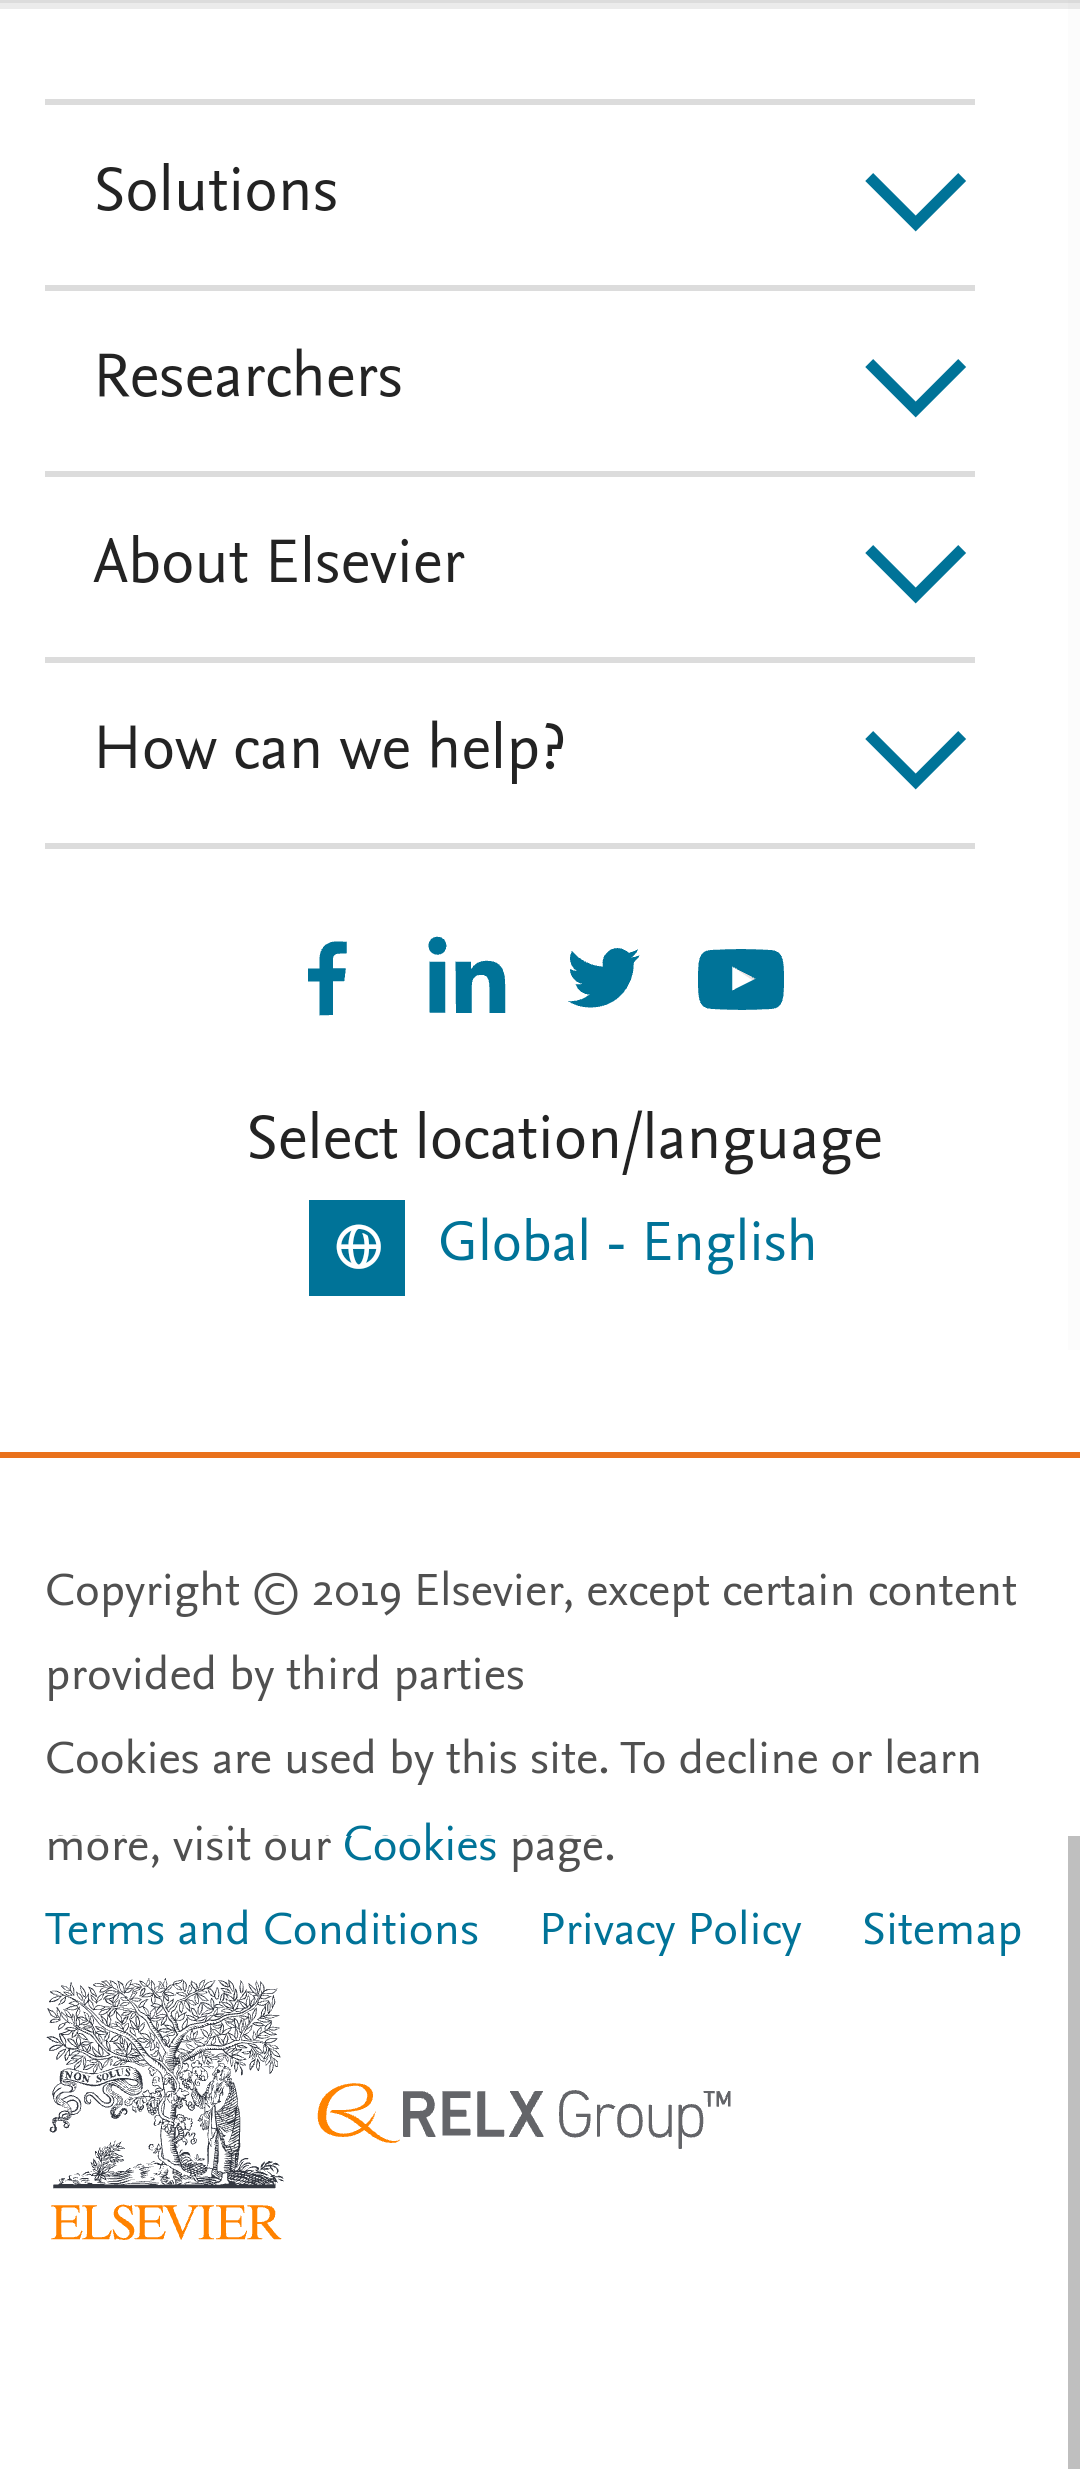 Solutions
Researchers
About Elsevier
How can we help?
Select location/language
Global - English
Copyright © 2019 Elsevier, except certain content
provided by third parties
Cookies are used by this site. To decline or learn
more, visit our Cookies page.
Terms and Conditions Privacy Policy Sitemap
NON SOLUS
RELX Group™
ELSEVIER